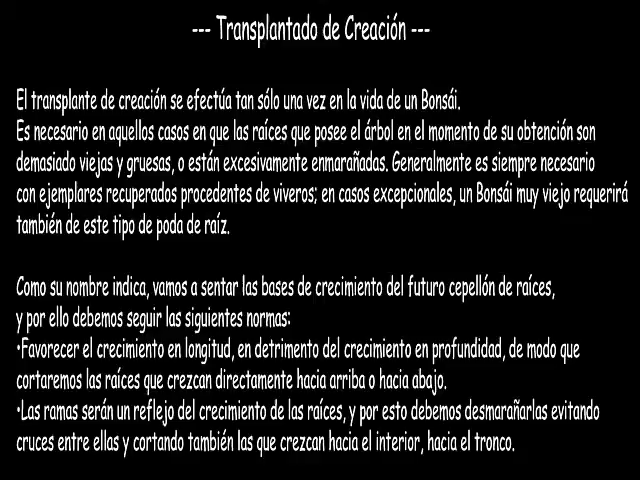 --- Transplantado de Creación ---
El transplante de creación se efectúa tan sólo una vez en la vida de un Bonsái.
Es necesario en aquellos casos en que las raíces que posee el árbol en el momento de su obtención son
demasiado viejas y gruesas, o están excesivamente enmarañadas. Generalmente es siempre necesario
con ejemplares recuperados procedentes de viveros; en casos excepcionales, un Bonsái muy viejo requerirá
también de este tipo de poda de raíz.
Como su nombre indica, vamos a sentar las bases de crecimiento del futuro cepellón de raíces,
y por ello debemos seguir las siguientes normas:
•Favorecer el crecimiento en longitud, en detrimento del crecimiento en profundidad, de modo que
cortaremos las raíces que crezcan directamente hacia arriba o hacia abajo.
•Las ramas serán un reflejo del crecimiento de las raíces, y por esto debemos desmarañarlas evitando
cruces entre ellas y cortando también las que crezcan hacia el interior, hacia el tronco.